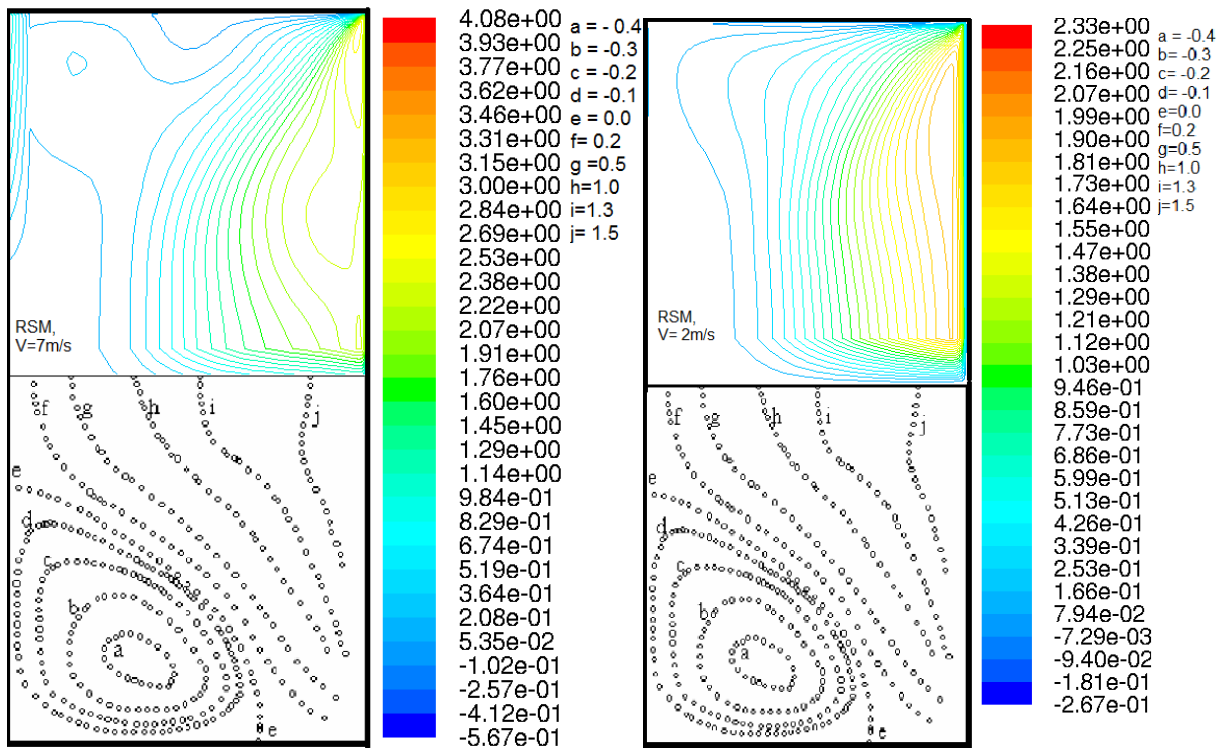 4.08e+00
3.93e+00
3.77e+00
3.62e+00
3.46e+00
3.31e+00
3.15e+00
3.00e+00
2.84e+00
2.69e+00
2.53e+00
2.38e+00
2.22e+00
2.07e+00
1.91e+00
1.76e+00
1.60e+00
1.45e+00
1.29e+00
1.14e+00
9.84e-01
8.29e-01
6.74e-01
5.19e-01
3.64e-01
2.08e-01
5.35e-02
-1.02e-01
-2.57e-01
-4.12e-01
-5.67e-01
a = - 0.4
b = -0.3
c = -0.2
d = -0.1
e = 0.0
f= 0.2
g =0.5
h =1.0
i=1.3
j= 1.5
RSM,
V=7m/s
f
g
h
i
j
e
d
c
b
a
e
2.33e+00
2.25e+00
2.16e+00
2.07e+00
1.99e+00
1.90e+00
1.81e+00
1.73e+00
1.64e+00
1.55e+00
1.47e+00
1.38e+00
1.29e+00
1.21e+00
1.12e+00
1.03e+00
9.46e-01
8.59e-01
7.73e-01
6.86e-01
5.99e-01
5.13e-01
4.26e-01
3.39e-01
2.53e-01
1.66e-01
7.94e-02
-7.29e-03
-9.40e-02
-1.81e-01
-2.67e-01
a = -0.4
b= -0.3
c= -0.2
d= -0.1
e=0.0
f=0.2
g=0.5
h=1.0
i=1.3
j=1.5
RSM,
V= 2m/s
f
g
h
i
j
e
d
c
b
a
e